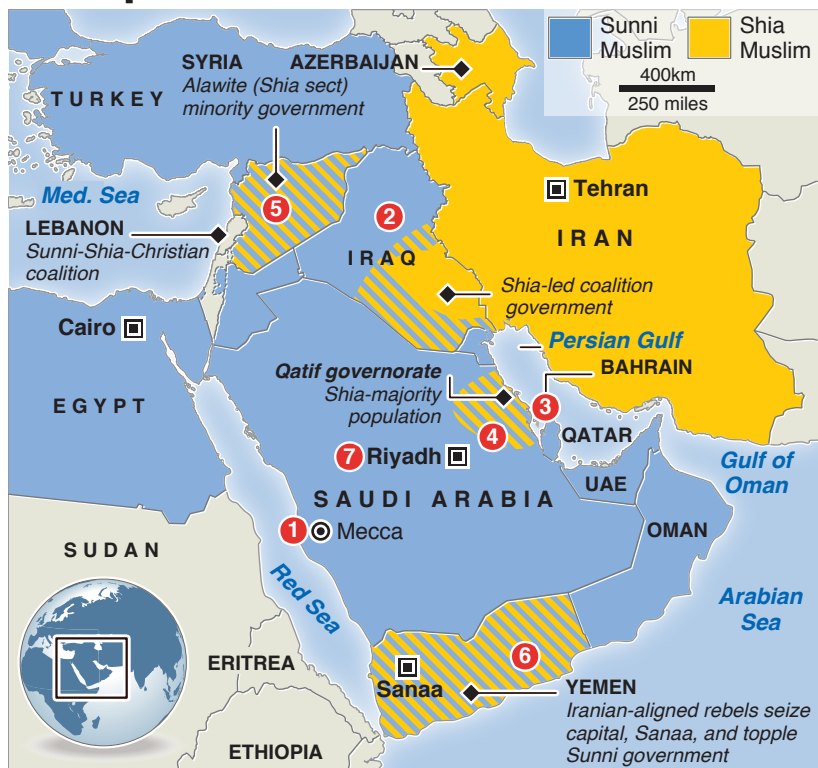 Sunni
Muslim
Shia
Muslim
400km
250 miles
SYRIA
Alawite (Shia sect)
minority government
AZERBAIJAN
TURKEY
Med. Sea
5
2
Tehran
IRAN
LEBANON
Sunni-Shia-Christian
coalition
IRAQ
Shia-led coalition
government
Cairo
Persian Gulf
BAHRAIN
Qatif governorate
Shia-majority
population
3
EGYPT
4
QATAR
7
Riyadh
Gulf of
Oman
UAE
SAUDI ARABIA
1
Mecca
OMAN
SUDAN
Red Sea
Arabian
Sea
ERITREA
6
Sanaa
YEMEN
Iranian-aligned rebels seize
capital, Sanaa, and topple
Sunni government
ETHIOPIA